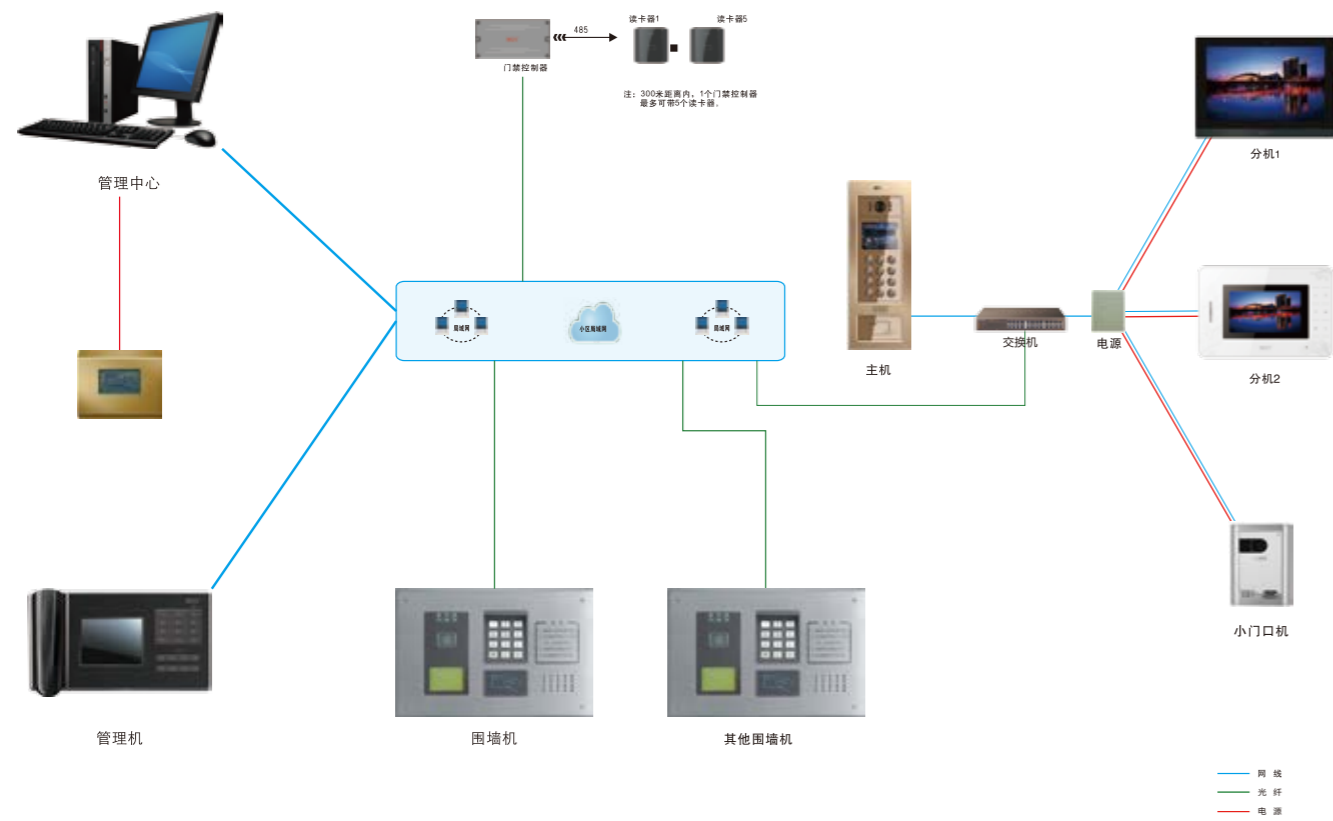 读卡器1
读卡器5
485
门禁控制器
注：300米距离内，1个门禁控制器
最多可带5个读卡器。
管理中心
分机1
局域网
小区局域网
局域网
主机
交换机
电源
分机2
小门口机
管理机
围墙机
其他围墙机
网 线
光 纤
电 源